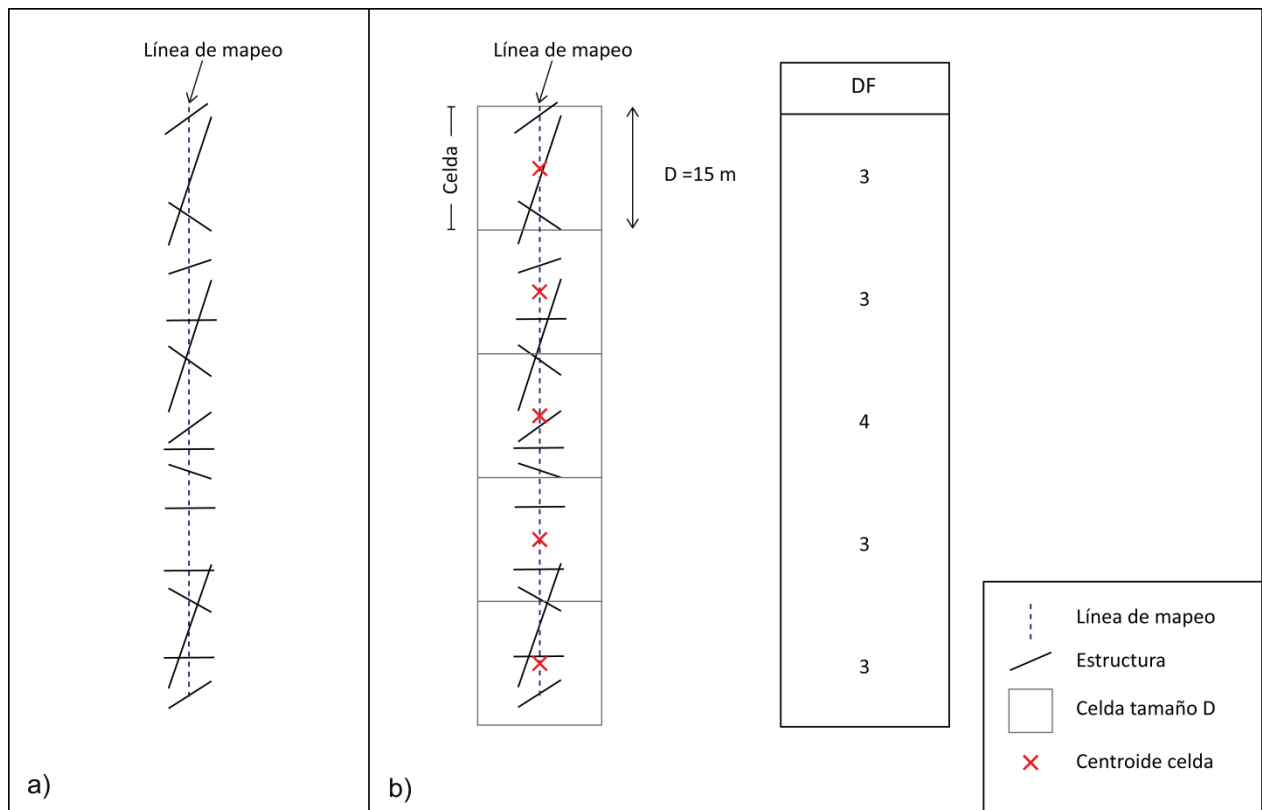 Línea de mapeo
a)
Línea de mapeo
Celda
D =15 m
b)
DF
3
3
4
3
3
Línea de mapeo
Estructura
Celda tamaño D
Centroide celda